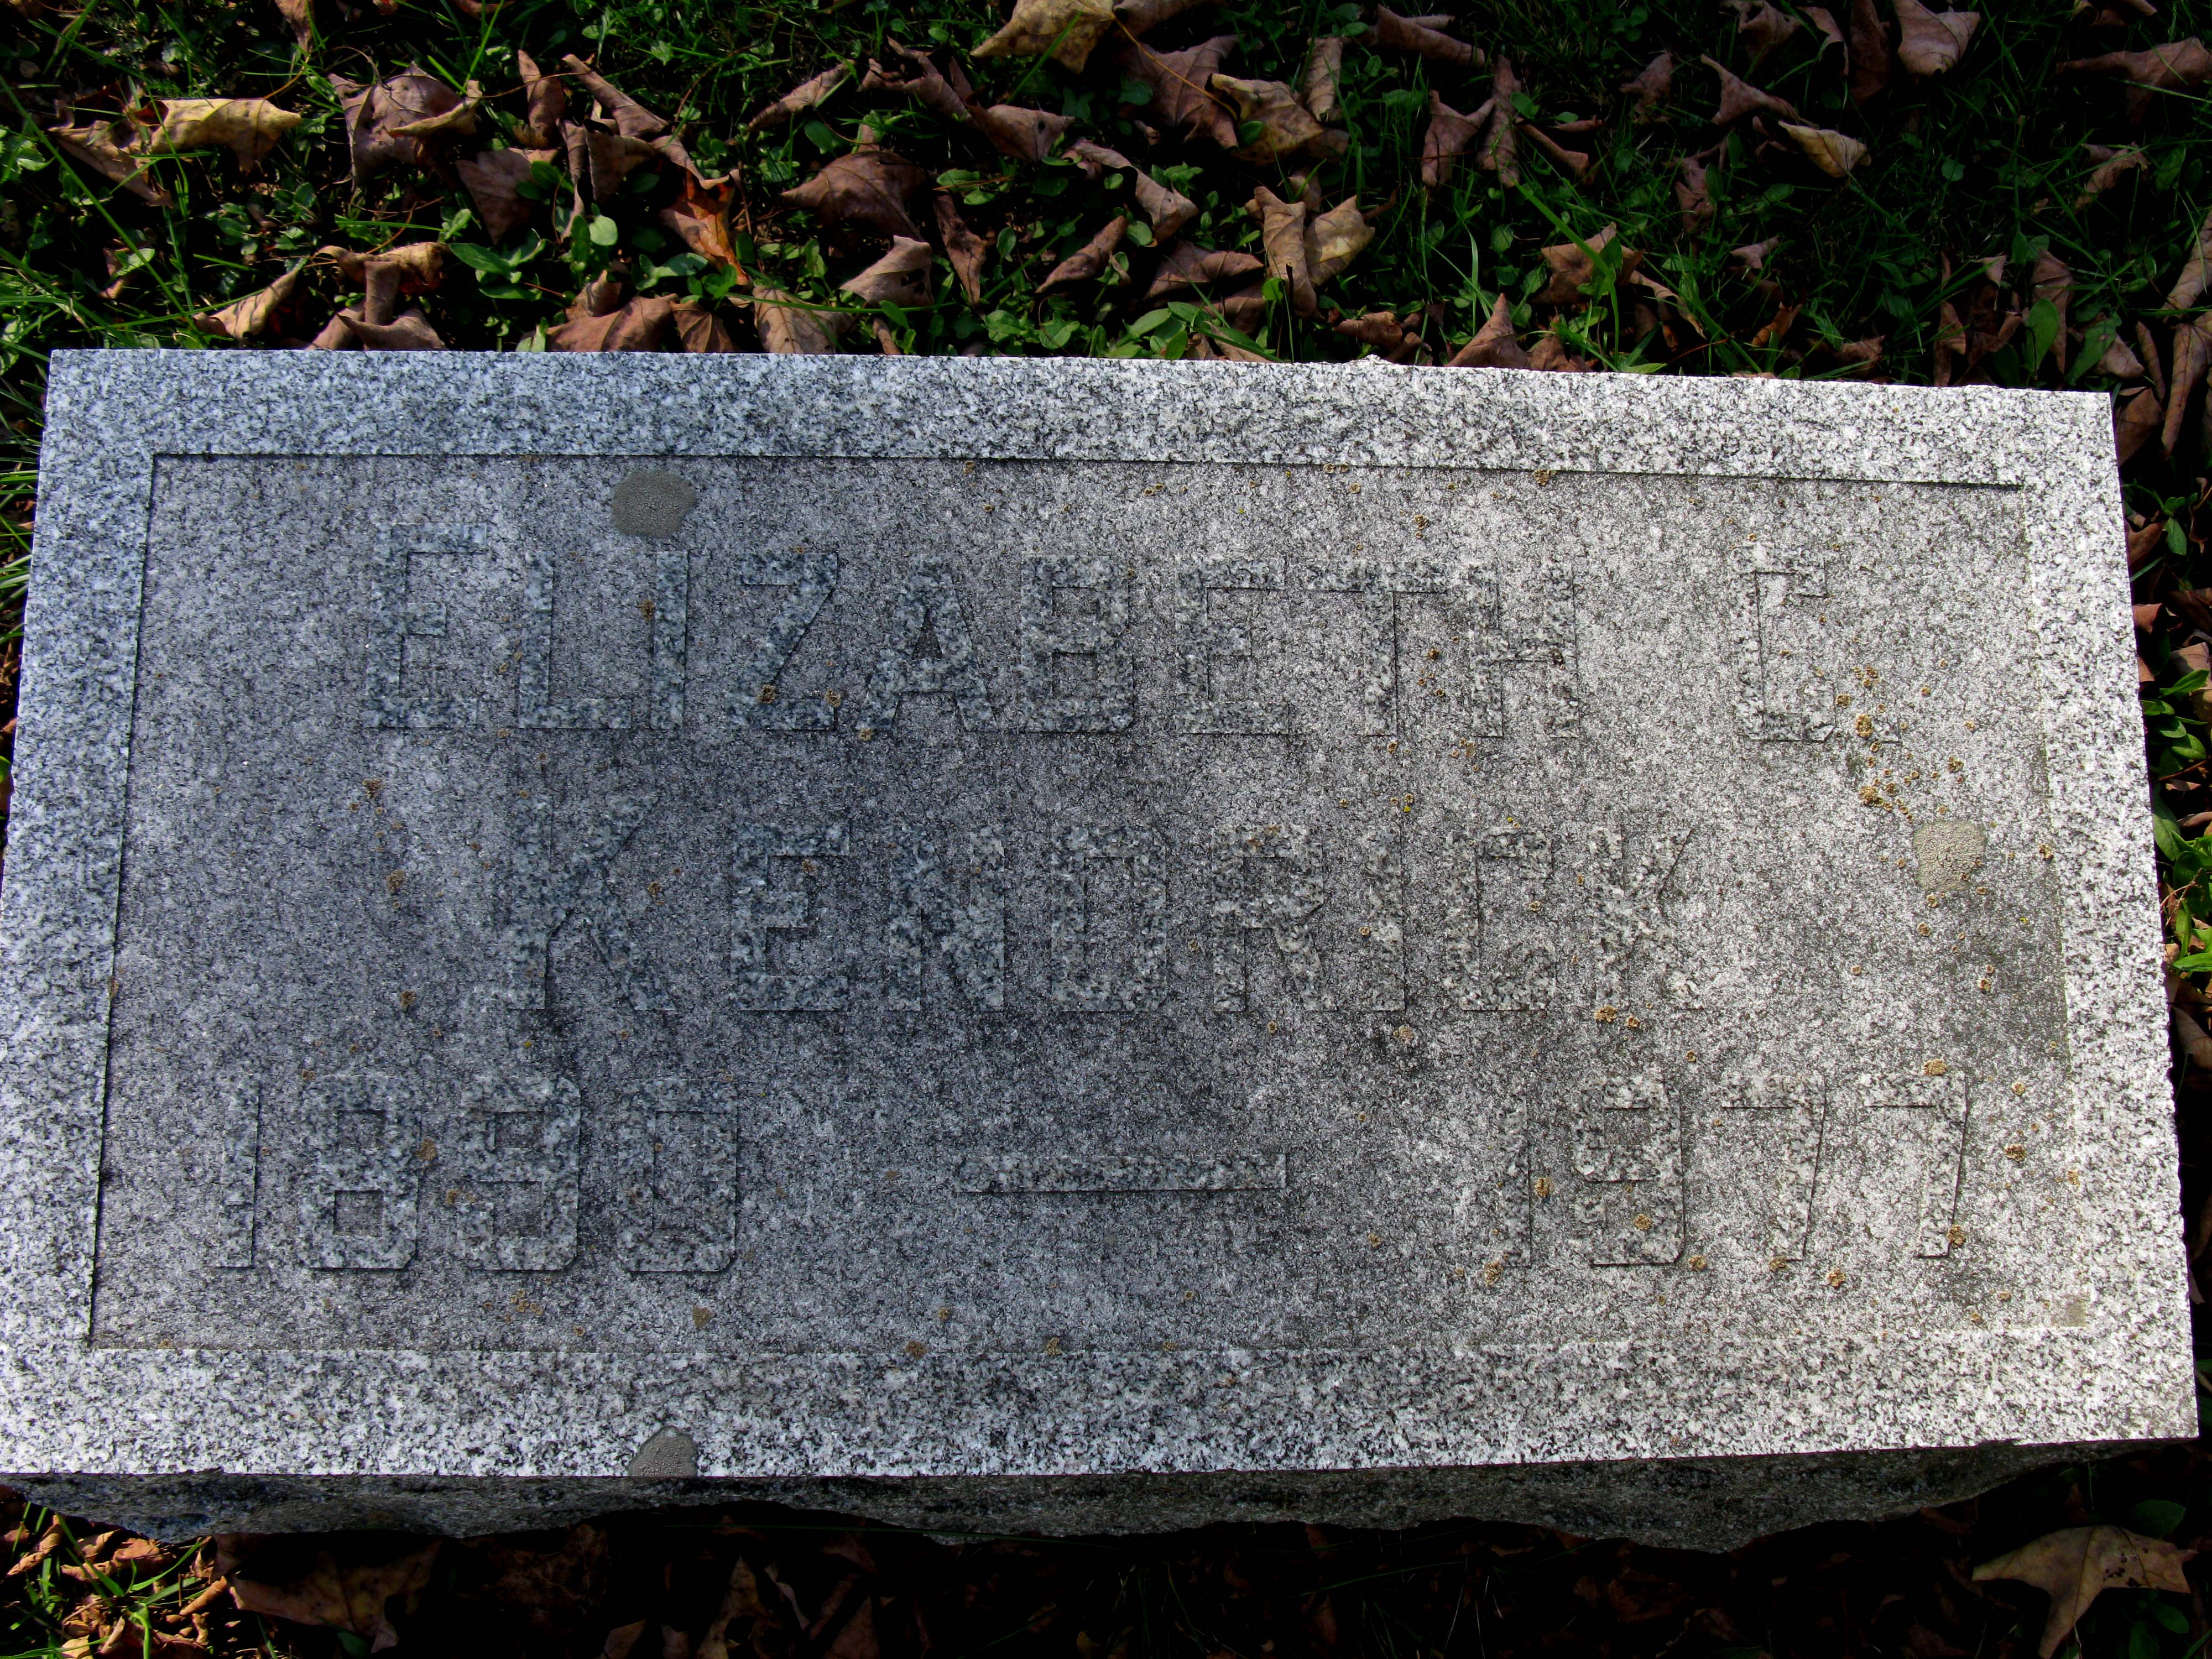 ELIZABETH C.
KENDRICK
1890 — 1977